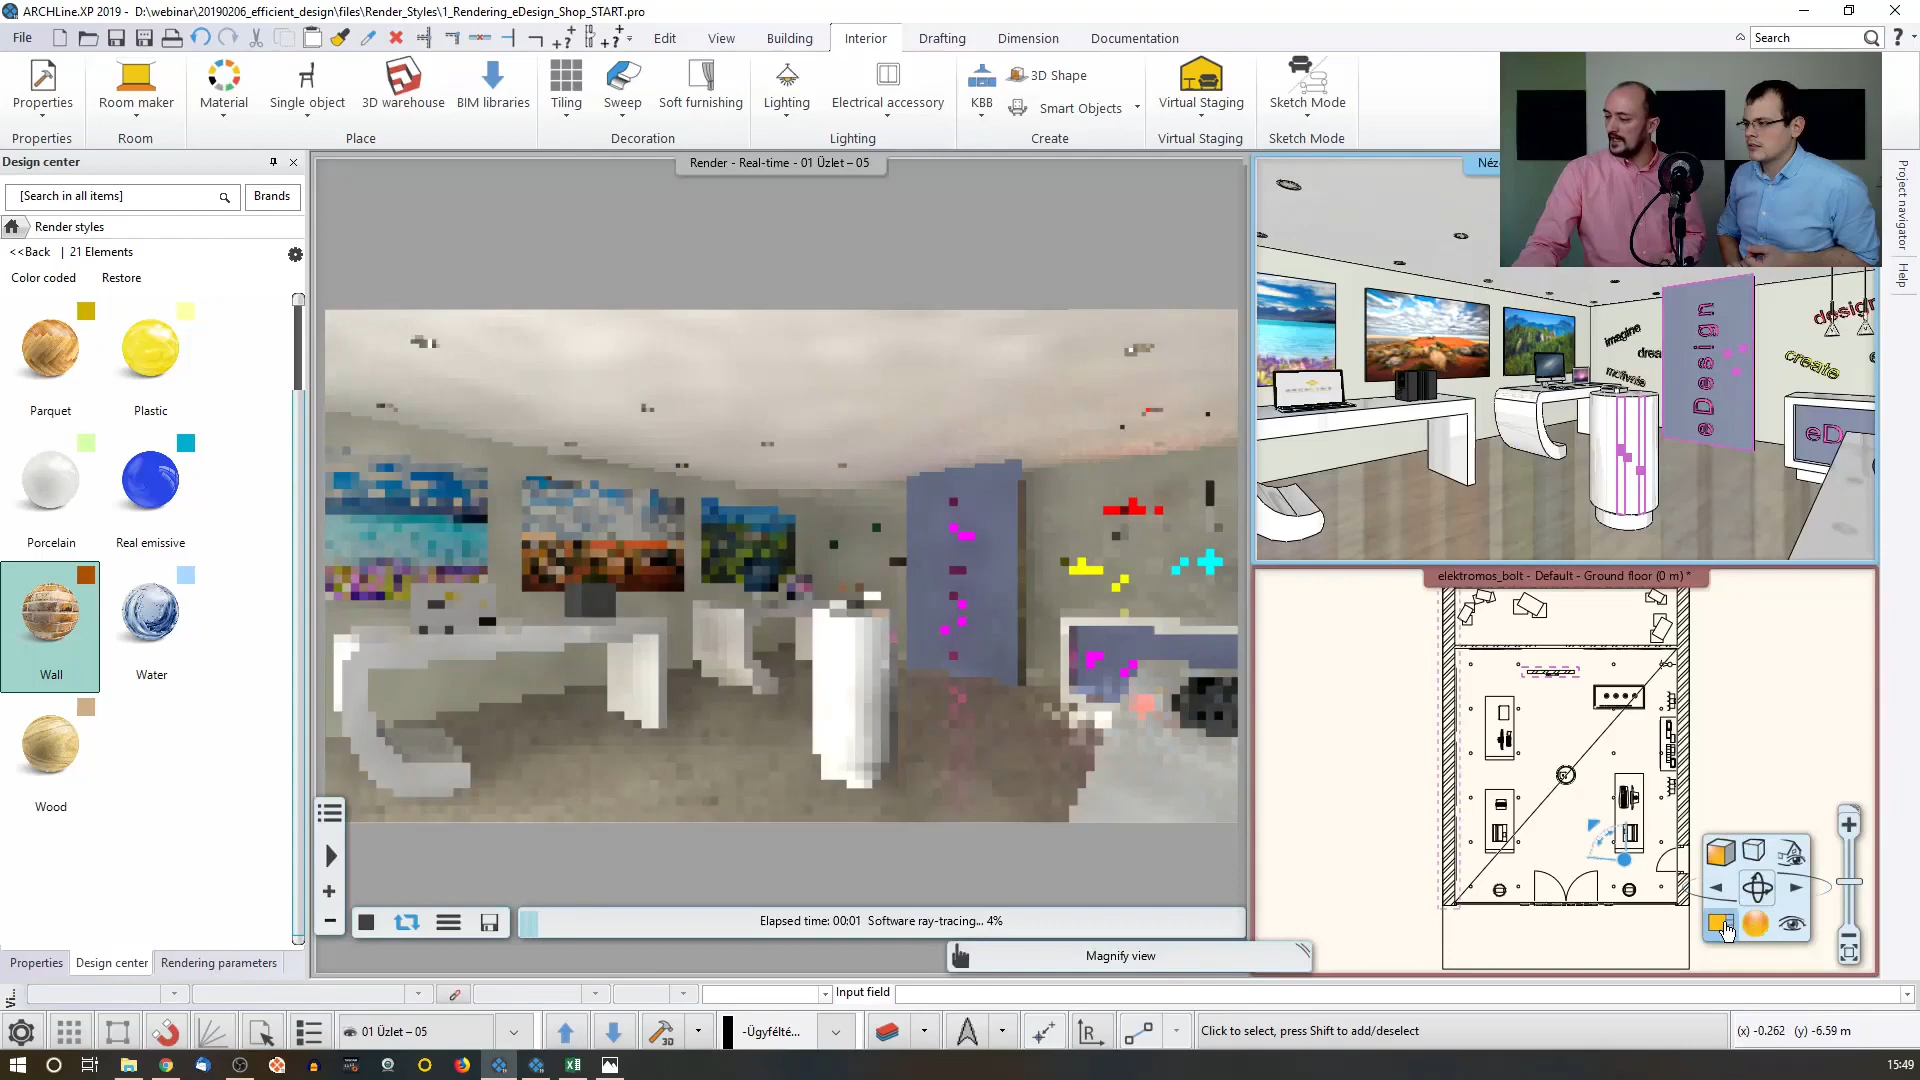 ARCHLine.XP 2019 - D:\webinar\20190206_efficient_design\files\Render_Styles\1_Rendering_eDesign_Shop_START.pro
File
Edit
View
Building
Interior
Drafting
Dimension
Documentation
Search
Properties
Room maker
Material
Single object
3D warehouse
BIM libraries
Tiling
Sweep
Soft furnishing
Lighting
Electrical accessory
KBB
3D Shape
Smart Objects
Virtual Staging
Sketch Mode
Properties
Room
Place
Decoration
Lighting
Create
Virtual Staging
Sketch Mode
Design center
[Search in all items]
Brands
Render styles
<<Back | 21 Elements
Color coded
Restore
Parquet
Plastic
Porcelain
Real emissive
Wall
Water
Wood
Properties
Design center
Rendering parameters
Render - Real-time - 01 Üzlet – 05
Elapsed time: 00:01 Software ray-tracing... 4%
Magnify view
imagine
motivate
eDesign
design
create
elektromos_bolt - Default - Ground floor (0 m) *
Project navigator
Help
Input field
01 Üzlet – 05
-Ügyfélté...
Click to select, press Shift to add/deselect
(x) -0.262 (y) -6.59 m
15:49